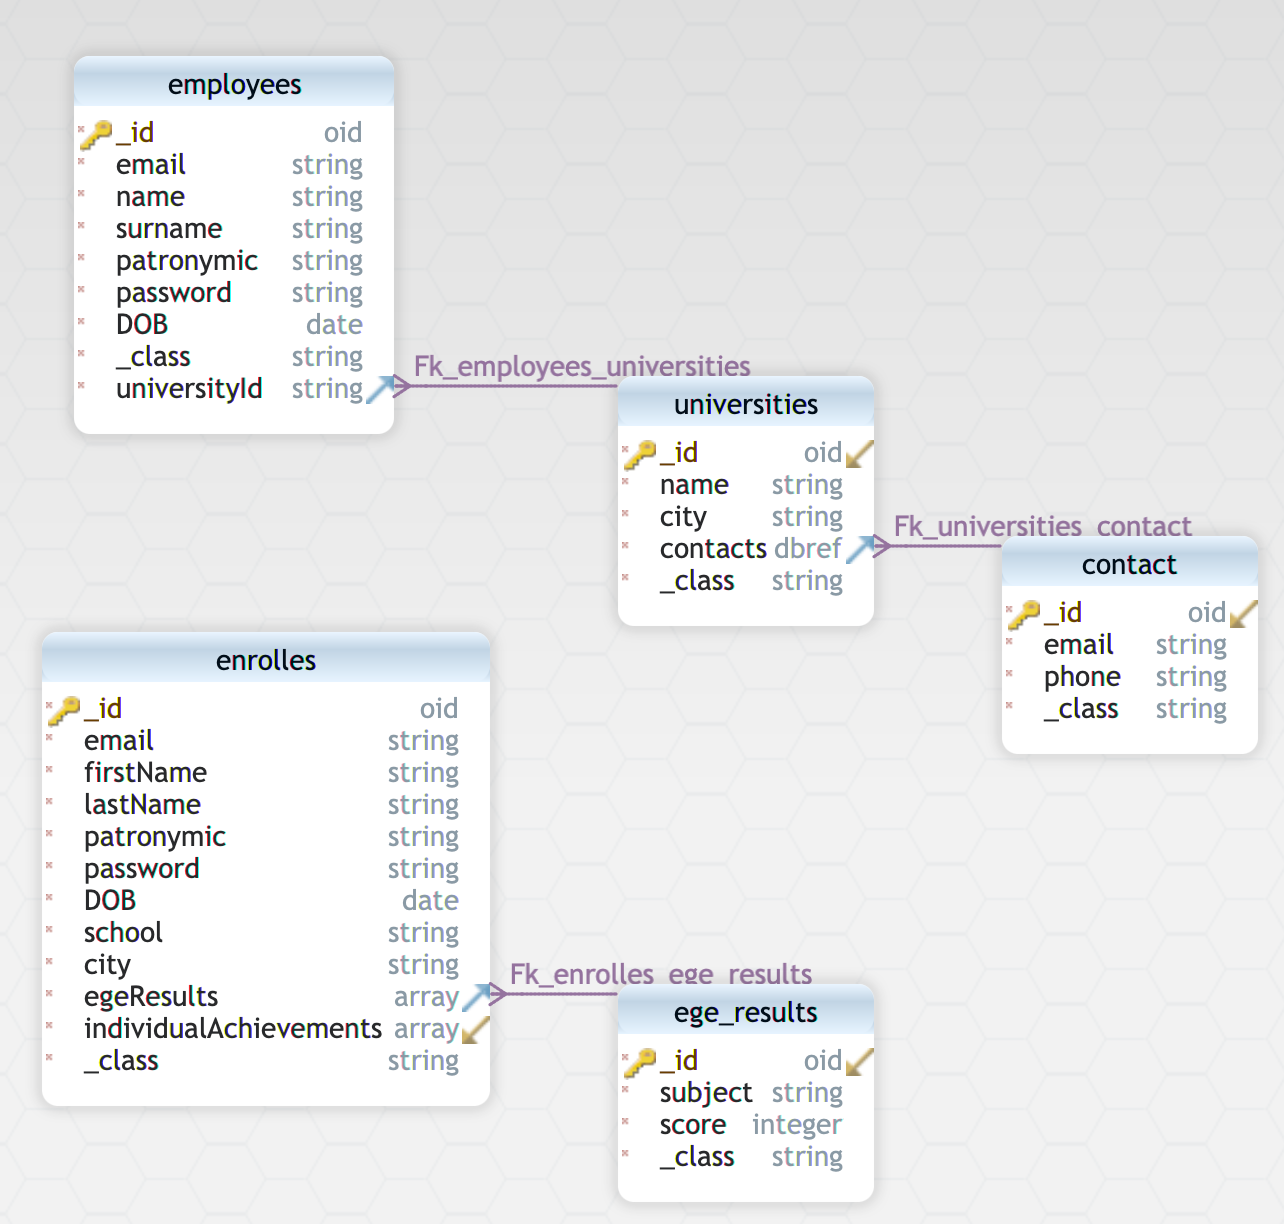 employees
_id oid
email string
name string
surname string
patronymic string
password string
DOB date
_class string
universityId string
Fk_employees_universities
universities
_id oid
name string
city string
contacts dbref
_class string
Fk_universities_contact
contact
_id oid
email string
phone string
_class string
enrolles
_id oid
email string
firstName string
lastName string
patronymic string
password string
DOB date
school string
city string
egeResults array
individualAchievements array
_class string
Fk_enrolles_ege_results
ege_results
_id oid
subject string
score integer
_class string